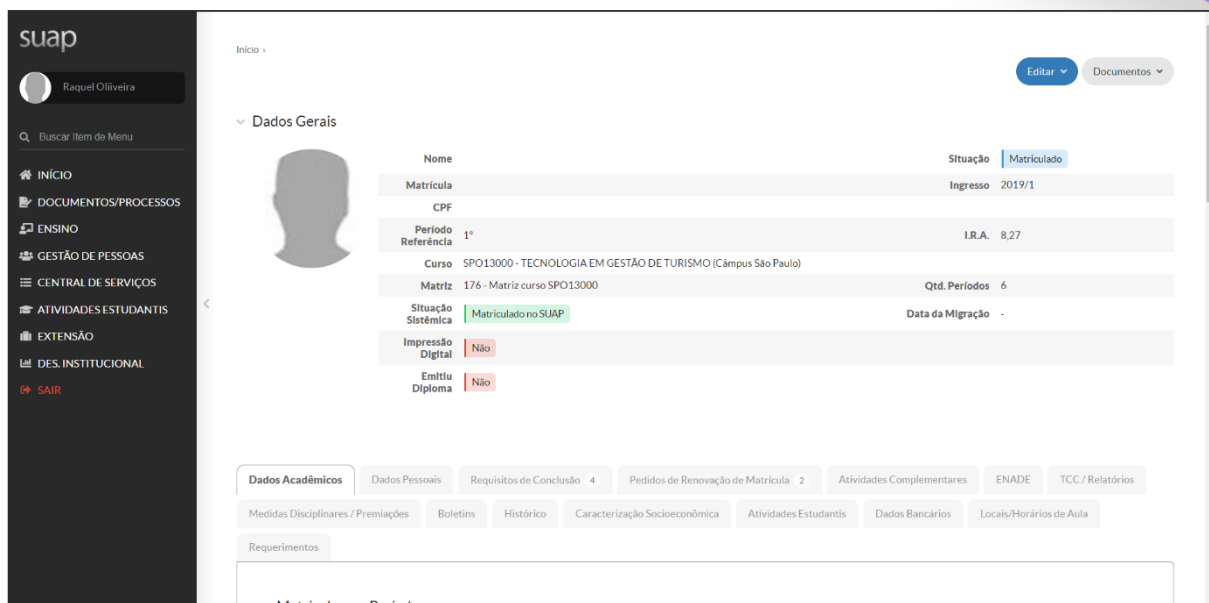 suap
Raquel Oliiveira
Buscar Item de Menu
INÍCIO
DOCUMENTOS/PROCESSOS
ENSINO
GESTÃO DE PESSOAS
CENTRAL DE SERVIÇOS
ATIVIDADES ESTUDANTIS
EXTENSÃO
DES. INSTITUCIONAL
SAIR
Início ›
Editar Documentos
Dados Gerais
Nome Situação Matriculado
Matrícula Ingresso 2019/1
CPF
Período Referência 1° I.R.A. 8,27
Curso SPO13000 - TECNOLOGIA EM GESTÃO DE TURISMO (Câmpus São Paulo)
Matriz 176 - Matriz curso SPO13000 Qtd. Períodos 6
Situação Sistêmica Matriculado no SUAP Data da Migração -
Impressão Digital Não
Emitiu Diploma Não
Dados Acadêmicos Dados Pessoais Requisitos de Conclusão 4 Pedidos de Renovação de Matrícula 2 Atividades Complementares ENADE TCC / Relatórios
Medidas Disciplinares / Premiações Boletins Histórico Caracterização Socioeconômica Atividades Estudantis Dados Bancários Locais/Horários de Aula
Requerimentos